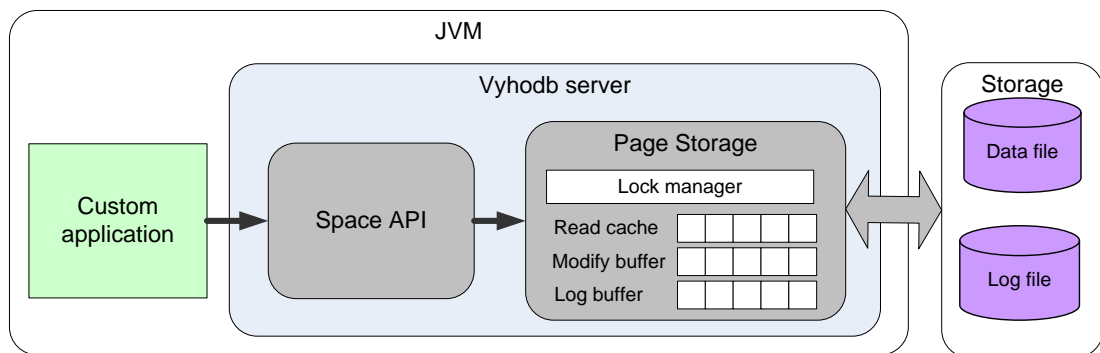 JVM
Vyhodb server
Storage
Custom
application
Space API
Page Storage
Lock manager
Read cache
Modify buffer
Log buffer
Data file
Log file